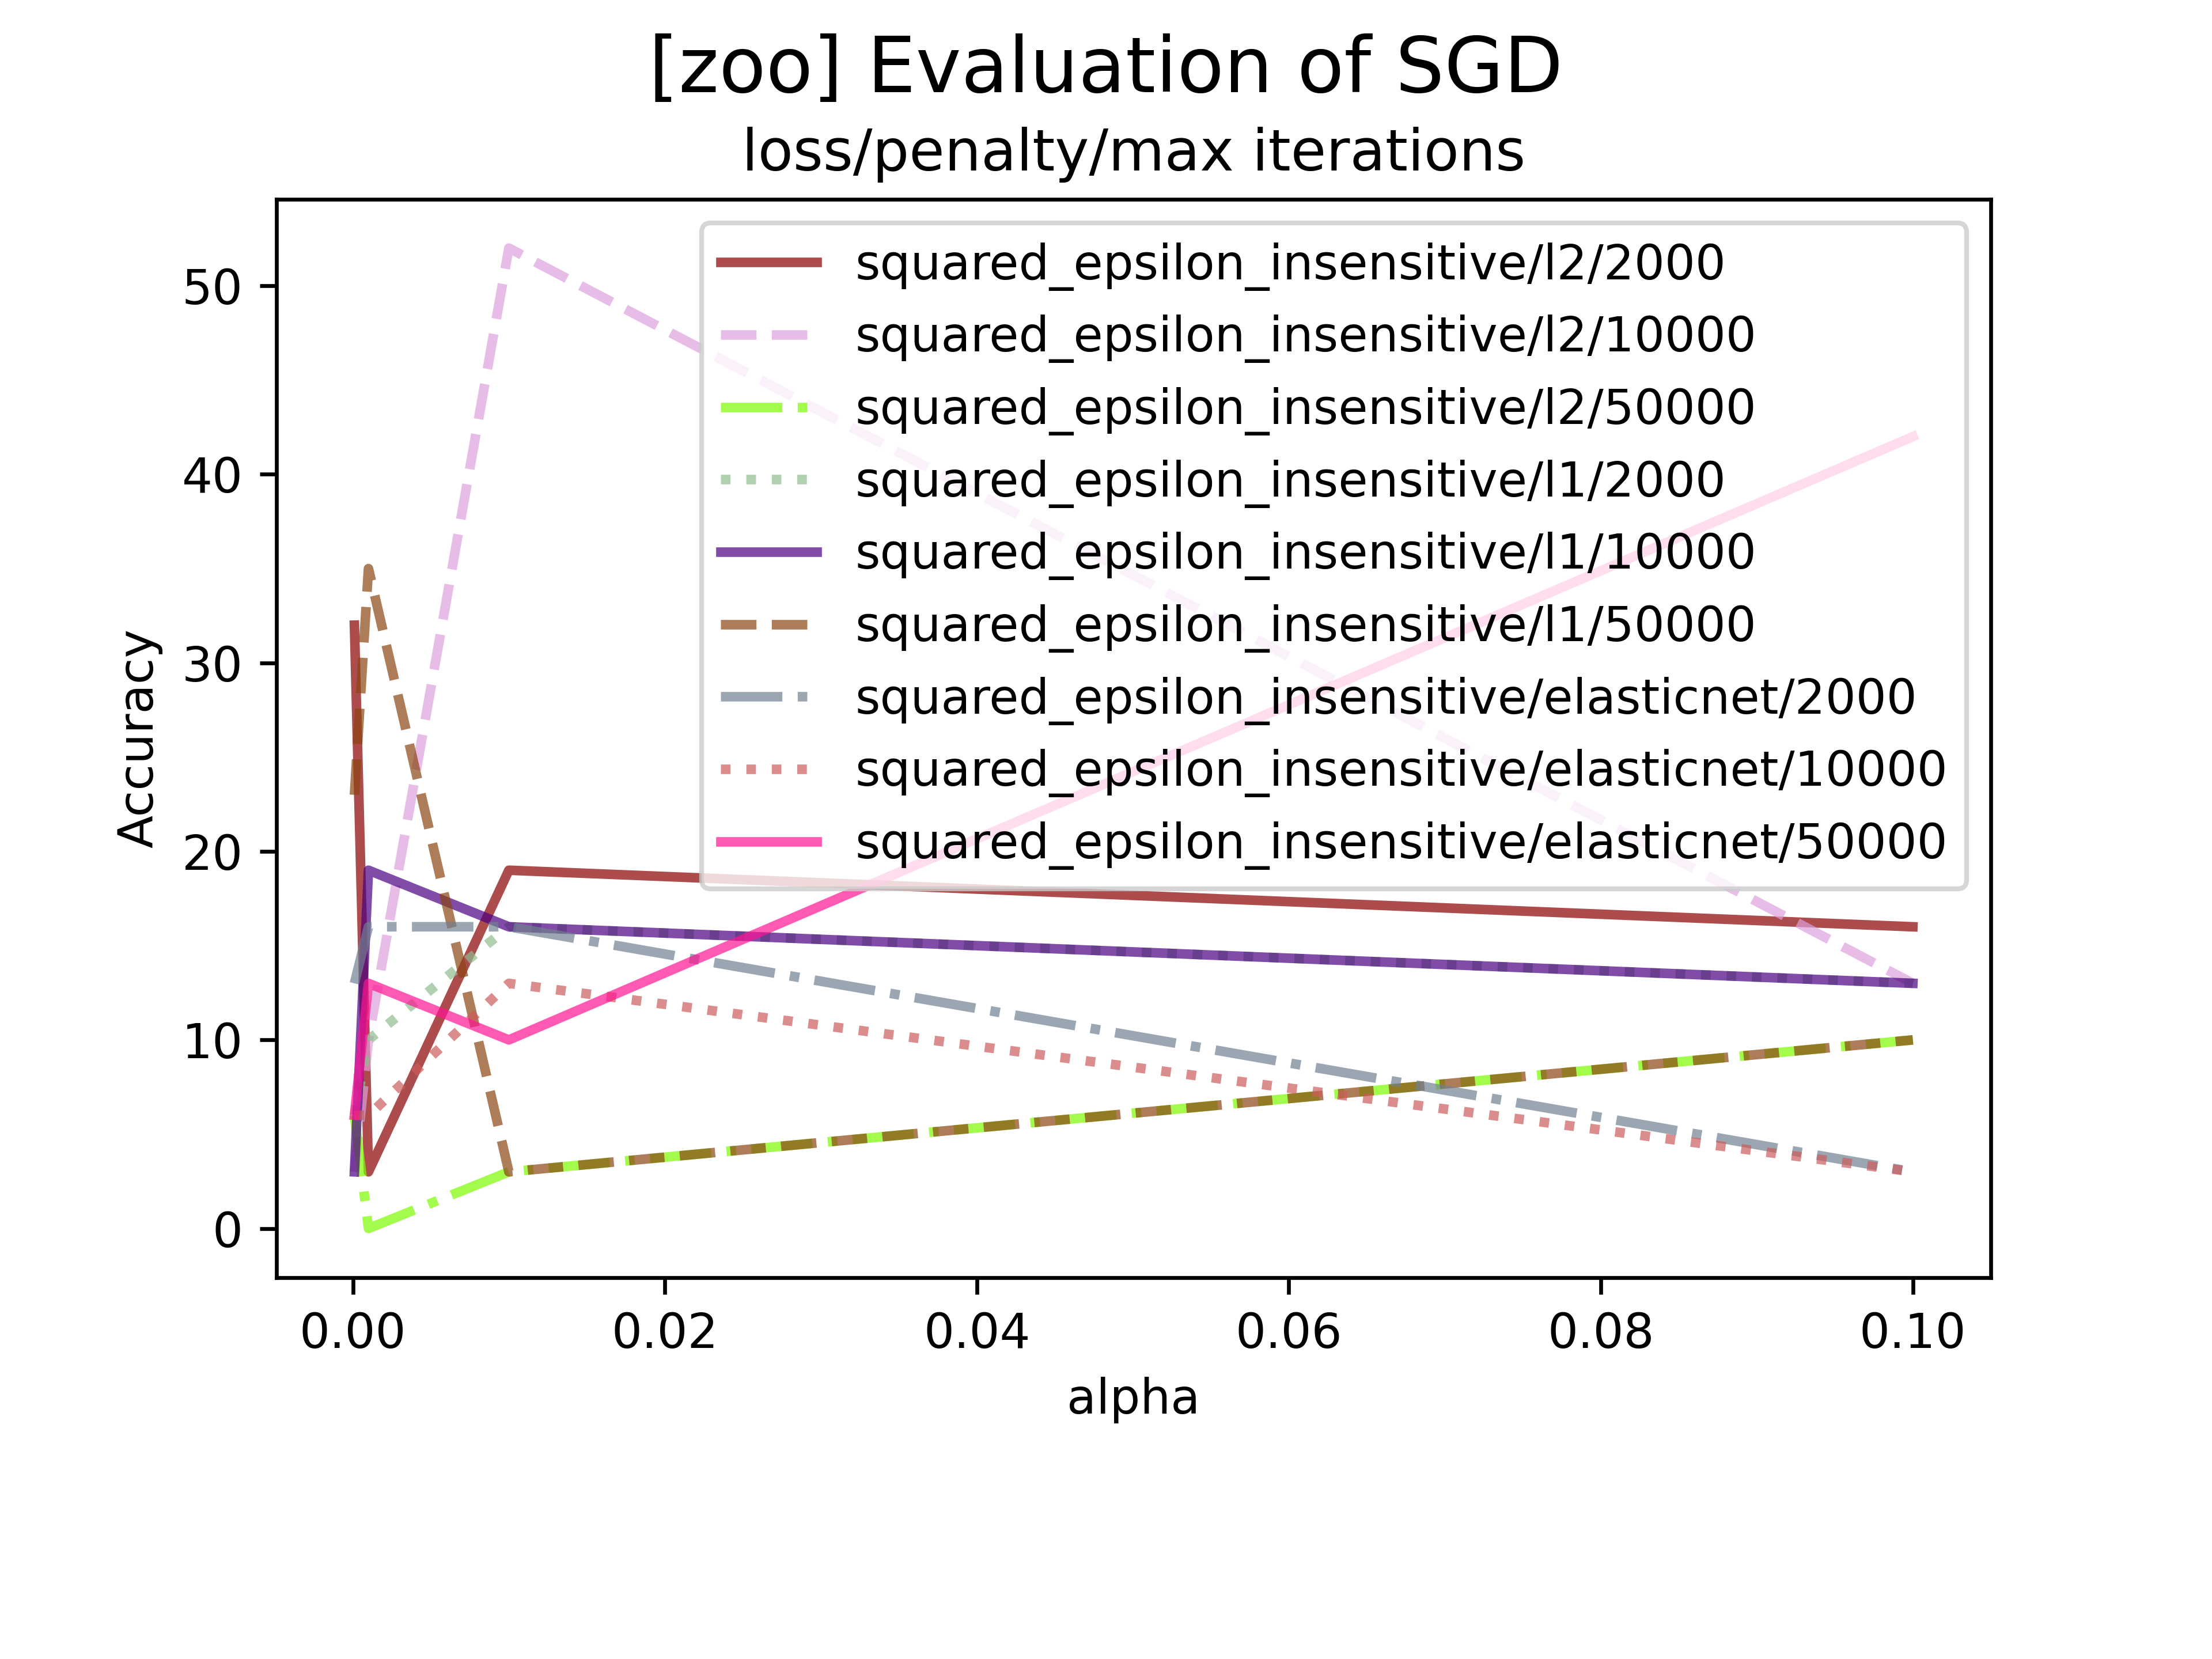 [zoo] Evaluation of SGD
loss/penalty/max iterations
squared_epsilon_insensitive/l2/2000
squared_epsilon_insensitive/l2/10000
squared_epsilon_insensitive/l2/50000
squared_epsilon_insensitive/l1/2000
squared_epsilon_insensitive/l1/10000
squared_epsilon_insensitive/l1/50000
squared_epsilon_insensitive/elasticnet/2000
squared_epsilon_insensitive/elasticnet/10000
squared_epsilon_insensitive/elasticnet/50000
50
40
30
20
10
0
Accuracy
0.00 0.02 0.04 0.06 0.08 0.10
alpha